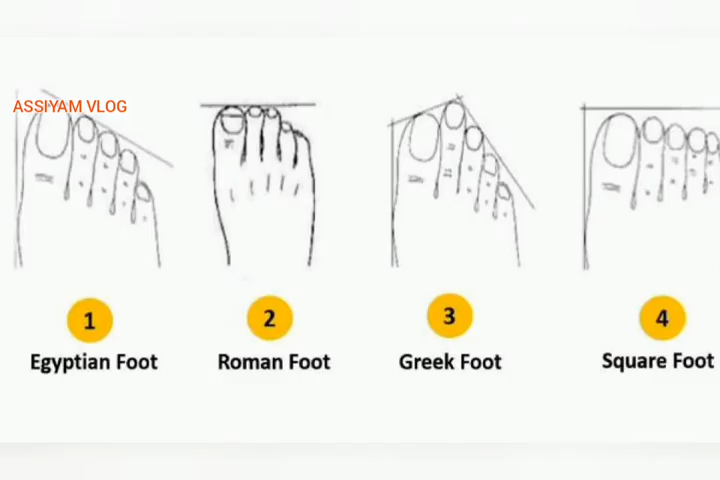 ASSIYAM VLOG
1
2
3
4
Egyptian Foot
Roman Foot
Greek Foot
Square Foot